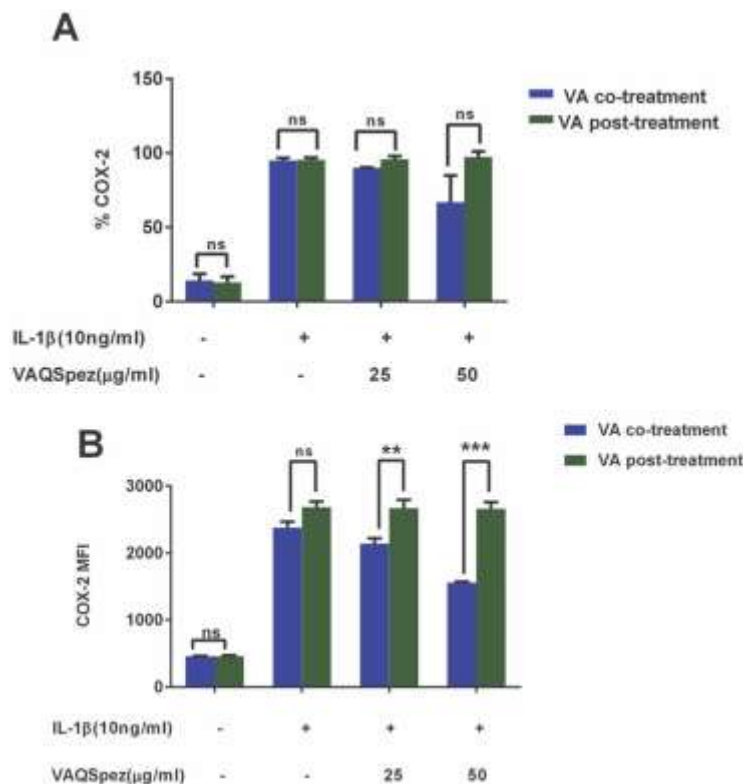 A
150
100
50
0
% COX-2
ns
ns
ns
ns
VA co-treatment
VA post-treatment
IL-1β(10ng/ml) - + + +
VAQSpez(μg/ml) - - 25 50
B
3000
2000
1000
0
COX-2 MFI
ns
ns
**
***
VA co-treatment
VA post-treatment
IL-1β(10ng/ml) - + + +
VAQSpez(μg/ml) - - 25 50